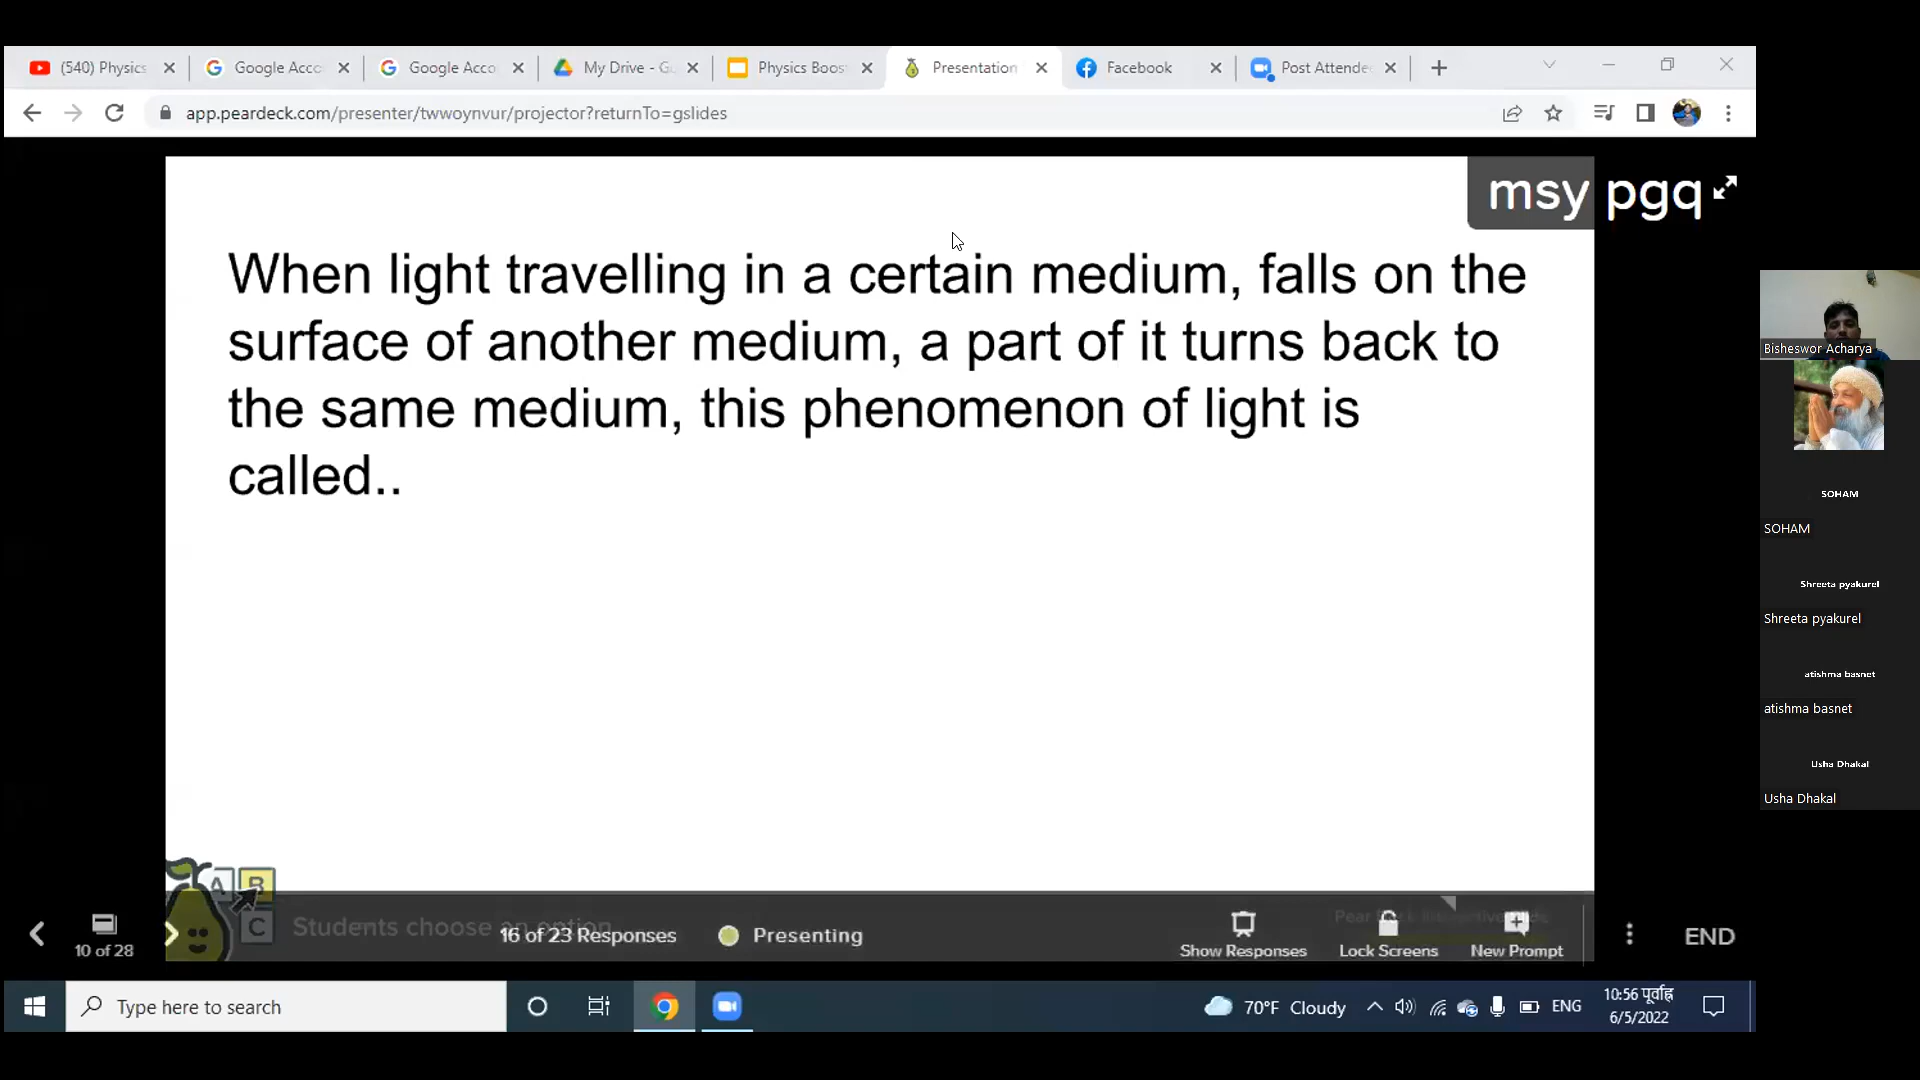 (540) Physics
Google Acco
Google Acco
My Drive - G
Physics Boos
Presentation
Facebook
Post Attende
app.peardeck.com/presenter/twwoynvur/projector?returnTo=gslides
msy pgq
When light travelling in a certain medium, falls on the
surface of another medium, a part of it turns back to
the same medium, this phenomenon of light is
called..
Bisheswor Acharya
SOHAM
SOHAM
Shreeta pyakurel
Shreeta pyakurel
atishma basnet
atishma basnet
Usha Dhakal
Usha Dhakal
A B
C
Students choose an option
10 of 28
16 of 23 Responses
Presenting
Show Responses
Lock Screens
New Prompt
END
Type here to search
70°F Cloudy
ENG
10:56 पूर्वाह्न
6/5/2022